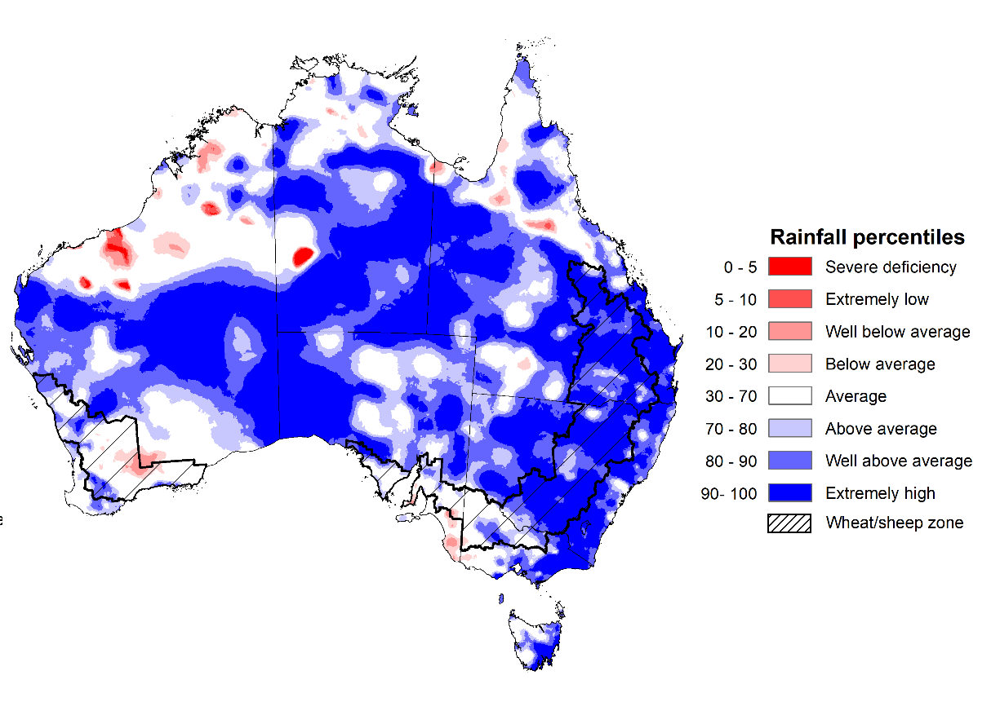 Rainfall percentiles
0 - 5 Severe deficiency
5 - 10 Extremely low
10 - 20 Well below average
20 - 30 Below average
30 - 70 Average
70 - 80 Above average
80 - 90 Well above average
90- 100 Extremely high
Wheat/sheep zone
e